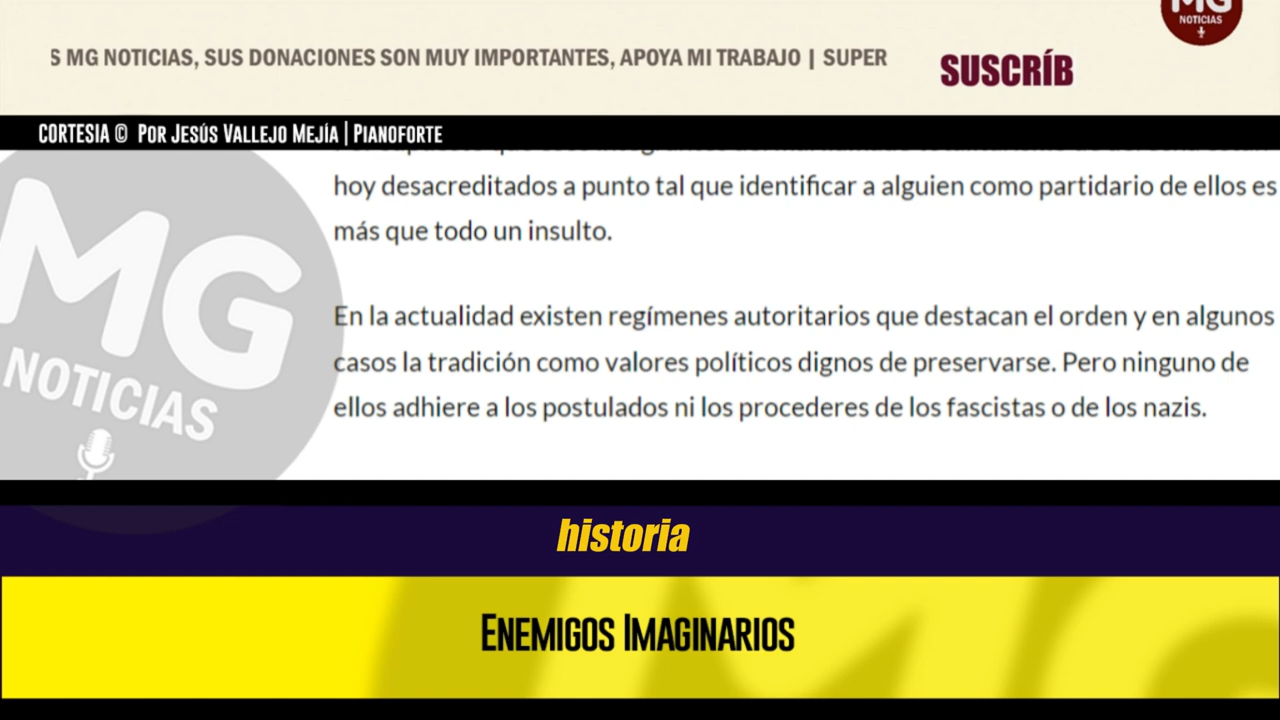 MG
NOTICIAS
S MG NOTICIAS, SUS DONACIONES SON MUY IMPORTANTES, APOYA MI TRABAJO | SUPER
SUSCRÍB
CORTESIA © POR JESÚS VALLEJO MEJÍA | PIANOFORTE
hoy desacreditados a punto tal que identificar a alguien como partidario de ellos es
más que todo un insulto.
En la actualidad existen regímenes autoritarios que destacan el orden y en algunos
casos la tradición como valores políticos dignos de preservarse. Pero ninguno de
ellos adhiere a los postulados ni los procederes de los fascistas o de los nazis.
MG
NOTICIAS
historia
ENEMIGOS IMAGINARIOS